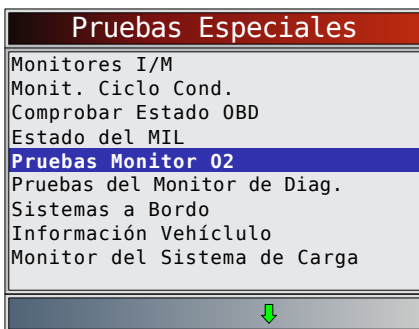 Pruebas Especiales
Monitores I/M
Monit. Ciclo Cond.
Comprobar Estado OBD
Estado del MIL
Pruebas Monitor O2
Pruebas del Monitor de Diag.
Sistemas a Bordo
Información Vehíclulo
Monitor del Sistema de Carga